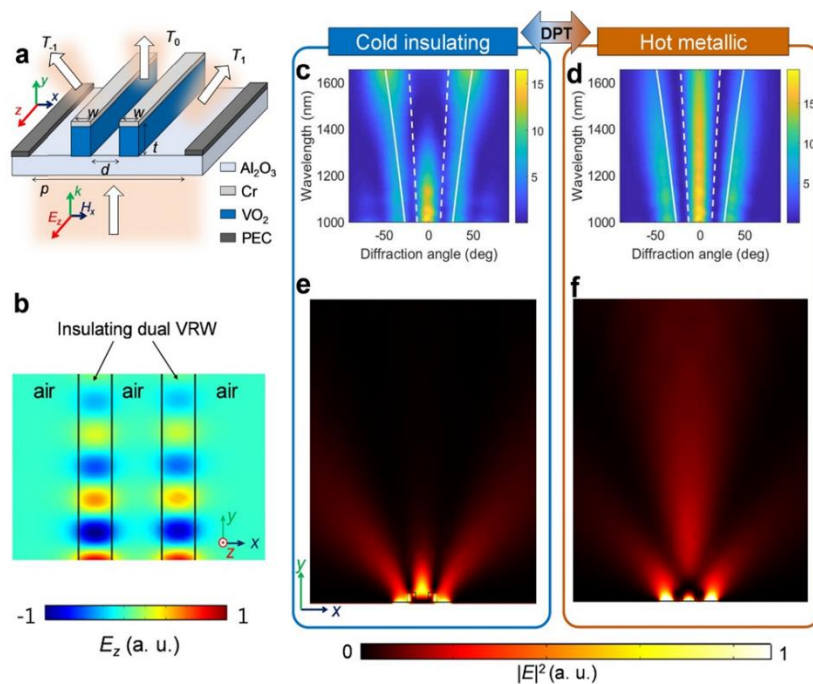 DPT
Cold insulating
Hot metallic
a
T-1
T0
T1
y
x
z
w
w
t
d
p
k
Hx
Ez
Al2O3
Cr
VO2
PEC
c
Wavelength (nm)
1600
1400
1200
1000
-50
0
50
Diffraction angle (deg)
15
10
5
d
Wavelength (nm)
1600
1400
1200
1000
-50
0
50
Diffraction angle (deg)
15
10
5
b
Insulating dual VRW
air
air
air
y
z
x
-1
1
Ez (a. u.)
e
y
x
f
0
1
|E|² (a. u.)